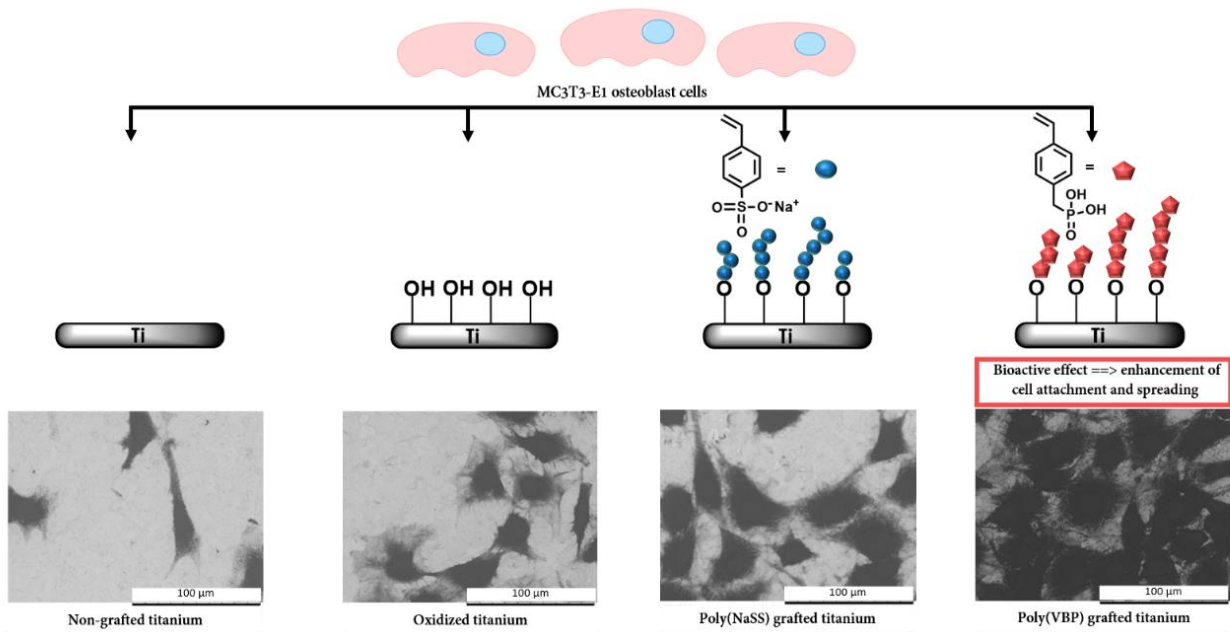 MC3T3-E1 osteoblast cells
=
O=S–O⁻Na⁺
O
=
OH
P–OH
O
OH OH OH OH
O O O O
O O O O
Ti
Ti
Ti
Ti
Bioactive effect ==> enhancement of
cell attachment and spreading
100 µm
100 µm
100 µm
100 µm
Non-grafted titanium
Oxidized titanium
Poly(NaSS) grafted titanium
Poly(VBP) grafted titanium